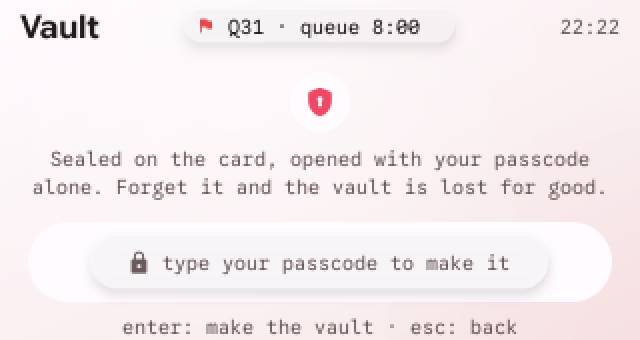 Vault
Q31 · queue 8:00
22:22
Sealed on the card, opened with your passcode
alone. Forget it and the vault is lost for good.
type your passcode to make it
enter: make the vault · esc: back